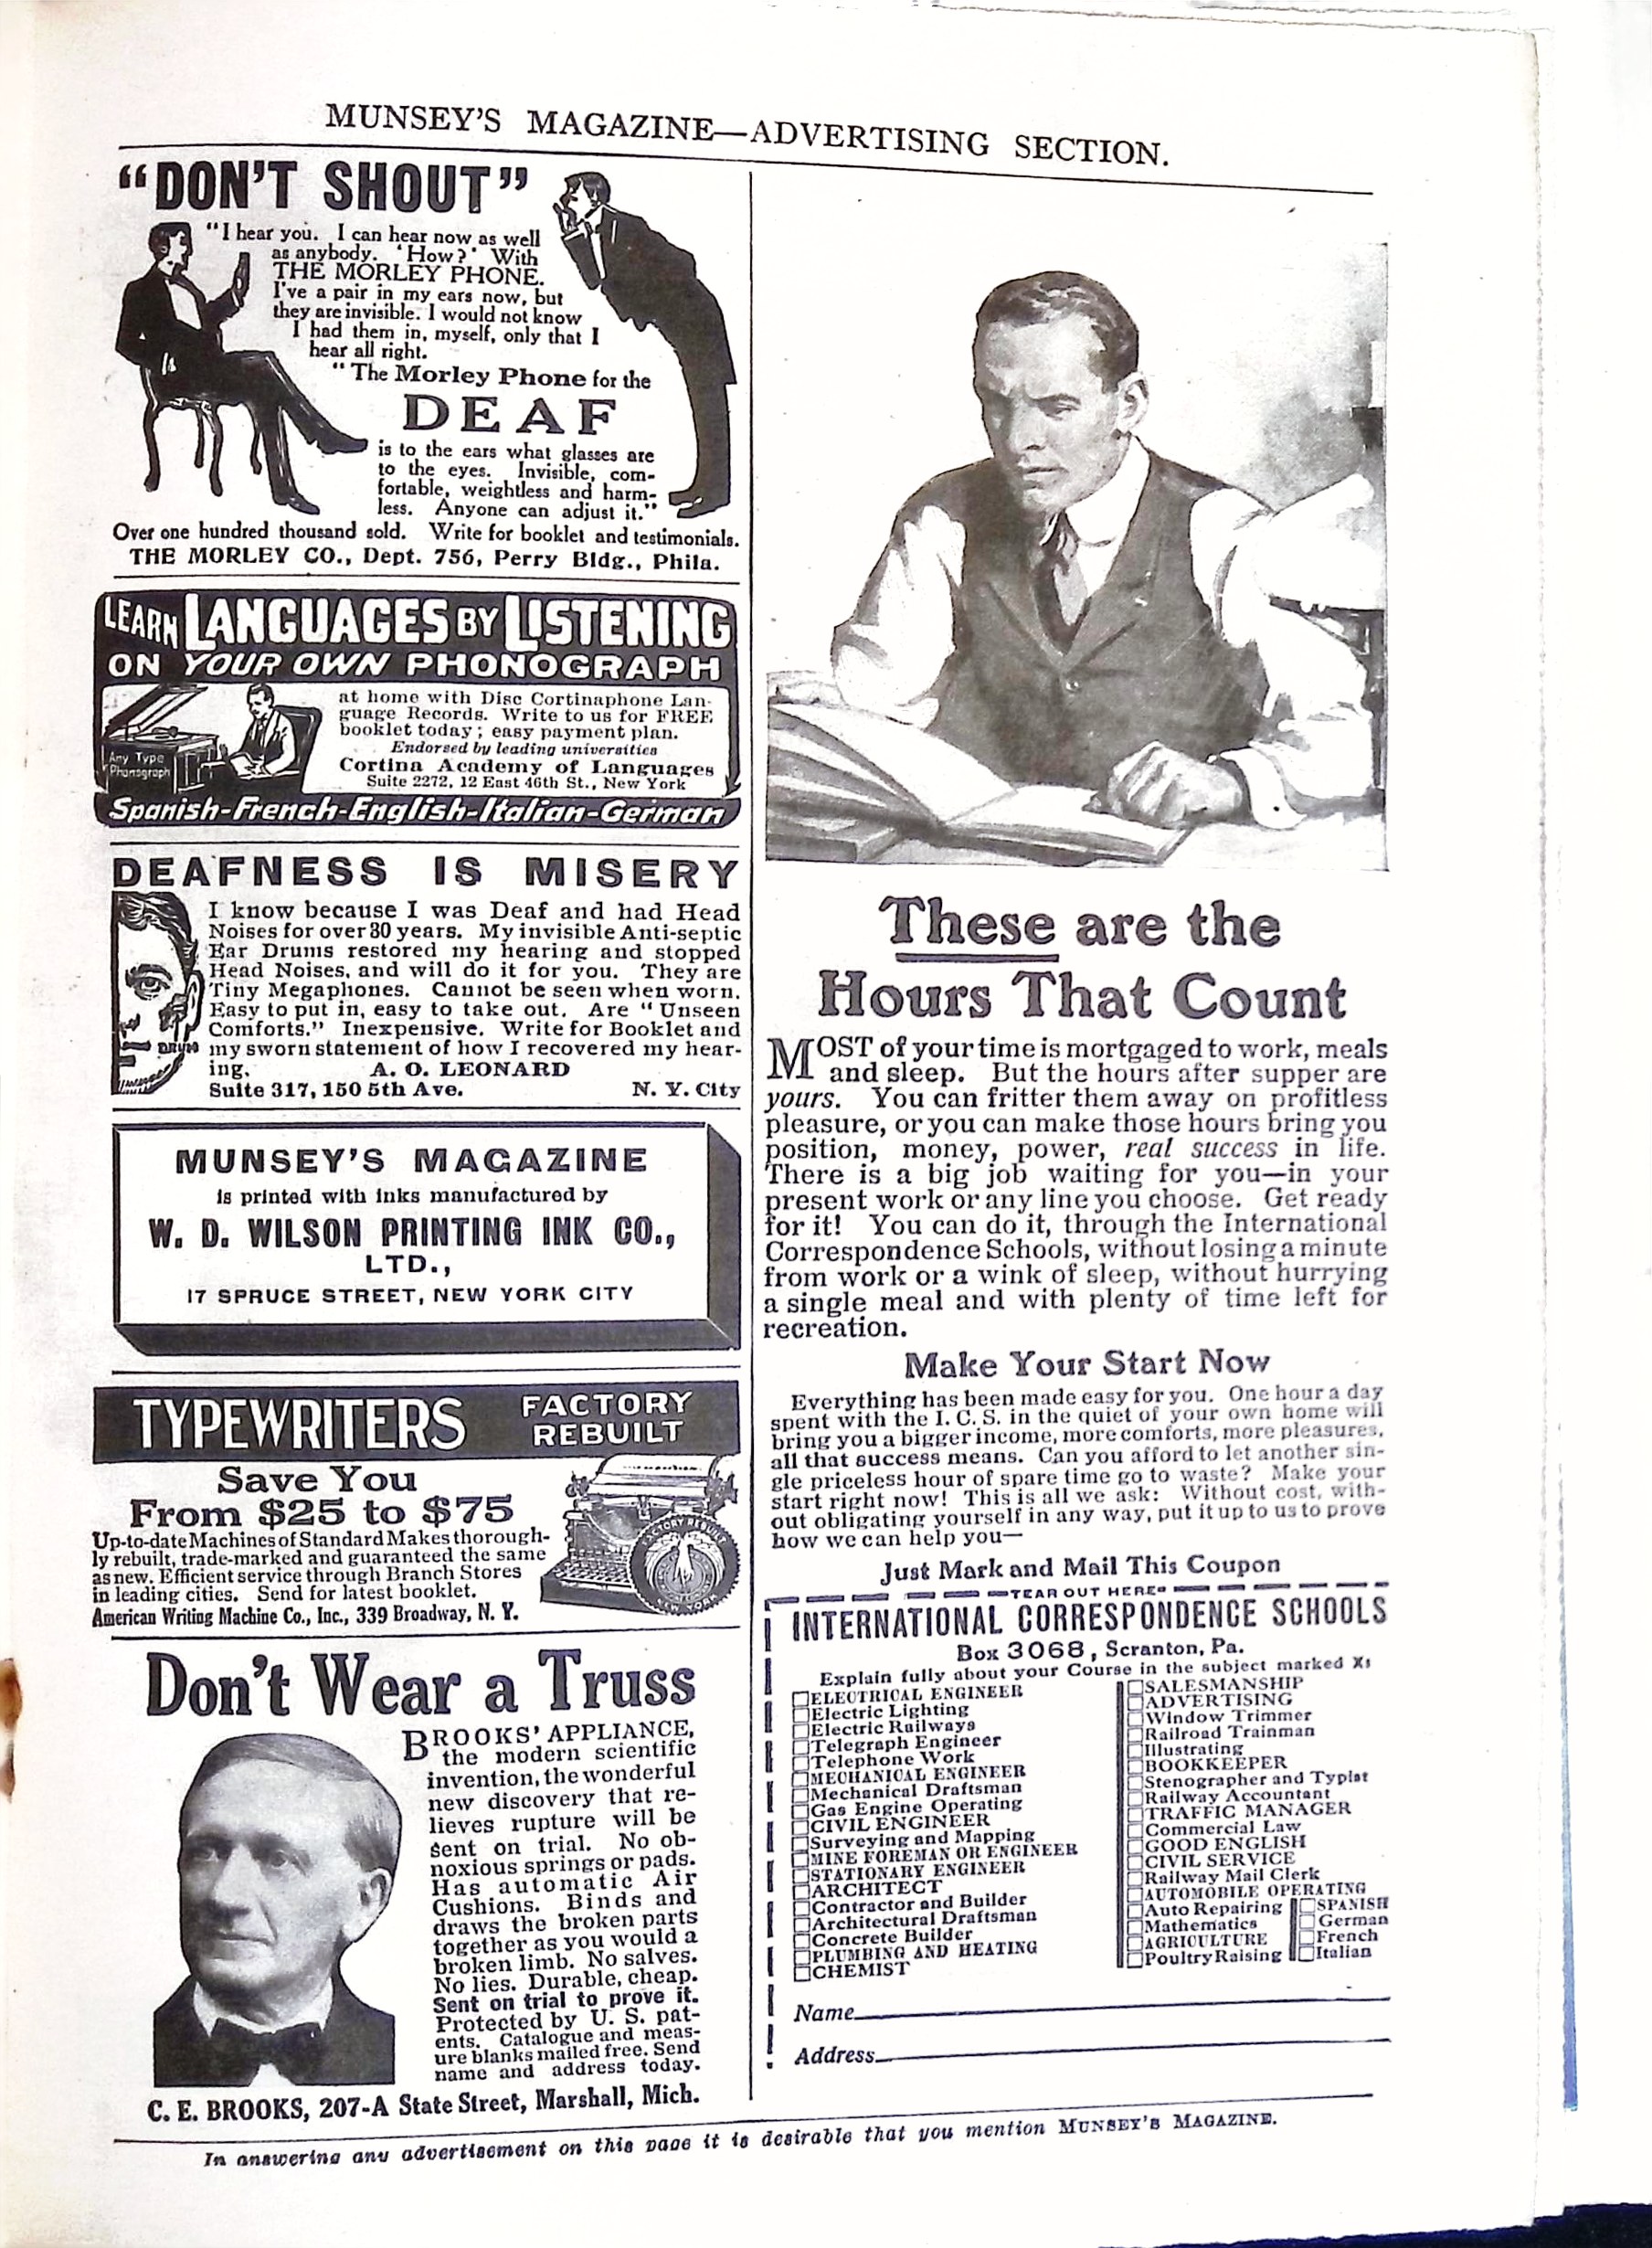 MUNSEY'S MAGAZINE—ADVERTISING SECTION.
"DON'T SHOUT"
"I hear you. I can hear now as well
as anybody. 'How?' With
THE MORLEY PHONE.
I've a pair in my ears now, but
they are invisible. I would not know
I had them in, myself, only that I
hear all right.
"The Morley Phone for the
DEAF
is to the ears what glasses are
to the eyes. Invisible, com-
fortable, weightless and harm-
less. Anyone can adjust it."
Over one hundred thousand sold. Write for booklet and testimonials.
THE MORLEY CO., Dept. 756, Perry Bldg., Phila.
LEARN LANGUAGES BY LISTENING
ON YOUR OWN PHONOGRAPH
at home with Disc Cortinaphone Lan-
guage Records. Write to us for FREE
booklet today; easy payment plan.
Endorsed by leading universities
Cortina Academy of Languages
Suite 2272, 12 East 46th St., New York
Any Type
Phonograph
Spanish-French-English-Italian-German
DEAFNESS IS MISERY
I know because I was Deaf and had Head
Noises for over 30 years. My invisible Anti-septic
Ear Drums restored my hearing and stopped
Head Noises, and will do it for you. They are
Tiny Megaphones. Cannot be seen when worn.
Easy to put in, easy to take out. Are "Unseen
Comforts." Inexpensive. Write for Booklet and
my sworn statement of how I recovered my hear-
ing. A. O. LEONARD
Suite 317, 150 5th Ave. N. Y. City
DRUM
MUNSEY'S MAGAZINE
is printed with inks manufactured by
W. D. WILSON PRINTING INK CO.,
LTD.,
17 SPRUCE STREET, NEW YORK CITY
TYPEWRITERS FACTORY
REBUILT
Save You
From $25 to $75
Up-to-date Machines of Standard Makes thorough-
ly rebuilt, trade-marked and guaranteed the same
as new. Efficient service through Branch Stores
in leading cities. Send for latest booklet.
American Writing Machine Co., Inc., 339 Broadway, N. Y.
FACTORY REBUILT
NEW YORK
Don't Wear a Truss
BROOKS' APPLIANCE,
the modern scientific
invention, the wonderful
new discovery that re-
lieves rupture will be
sent on trial. No ob-
noxious springs or pads.
Has automatic Air
Cushions. Binds and
draws the broken parts
together as you would a
broken limb. No salves.
No lies. Durable, cheap.
Sent on trial to prove it.
Protected by U. S. pat-
ents. Catalogue and meas-
ure blanks mailed free. Send
name and address today.
C. E. BROOKS, 207-A State Street, Marshall, Mich.
These are the
Hours That Count
MOST of your time is mortgaged to work, meals
and sleep. But the hours after supper are
yours. You can fritter them away on profitless
pleasure, or you can make those hours bring you
position, money, power, real success in life.
There is a big job waiting for you—in your
present work or any line you choose. Get ready
for it! You can do it, through the International
Correspondence Schools, without losing a minute
from work or a wink of sleep, without hurrying
a single meal and with plenty of time left for
recreation.
Make Your Start Now
Everything has been made easy for you. One hour a day
spent with the I. C. S. in the quiet of your own home will
bring you a bigger income, more comforts, more pleasures,
all that success means. Can you afford to let another sin-
gle priceless hour of spare time go to waste? Make your
start right now! This is all we ask: Without cost, with-
out obligating yourself in any way, put it up to us to prove
how we can help you—
Just Mark and Mail This Coupon
TEAR OUT HERE
INTERNATIONAL CORRESPONDENCE SCHOOLS
Box 3068, Scranton, Pa.
Explain fully about your Course in the subject marked X:
ELECTRICAL ENGINEER
Electric Lighting
Electric Railways
Telegraph Engineer
Telephone Work
MECHANICAL ENGINEER
Mechanical Draftsman
Gas Engine Operating
CIVIL ENGINEER
Surveying and Mapping
MINE FOREMAN OR ENGINEER
STATIONARY ENGINEER
ARCHITECT
Contractor and Builder
Architectural Draftsman
Concrete Builder
PLUMBING AND HEATING
CHEMIST
SALESMANSHIP
ADVERTISING
Window Trimmer
Railroad Trainman
Illustrating
BOOKKEEPER
Stenographer and Typist
Railway Accountant
TRAFFIC MANAGER
Commercial Law
GOOD ENGLISH
CIVIL SERVICE
Railway Mail Clerk
AUTOMOBILE OPERATING
Auto Repairing
Mathematics
AGRICULTURE
Poultry Raising
SPANISH
German
French
Italian
Name
Address
In answering any advertisement on this page it is desirable that you mention MUNSEY'S MAGAZINE.